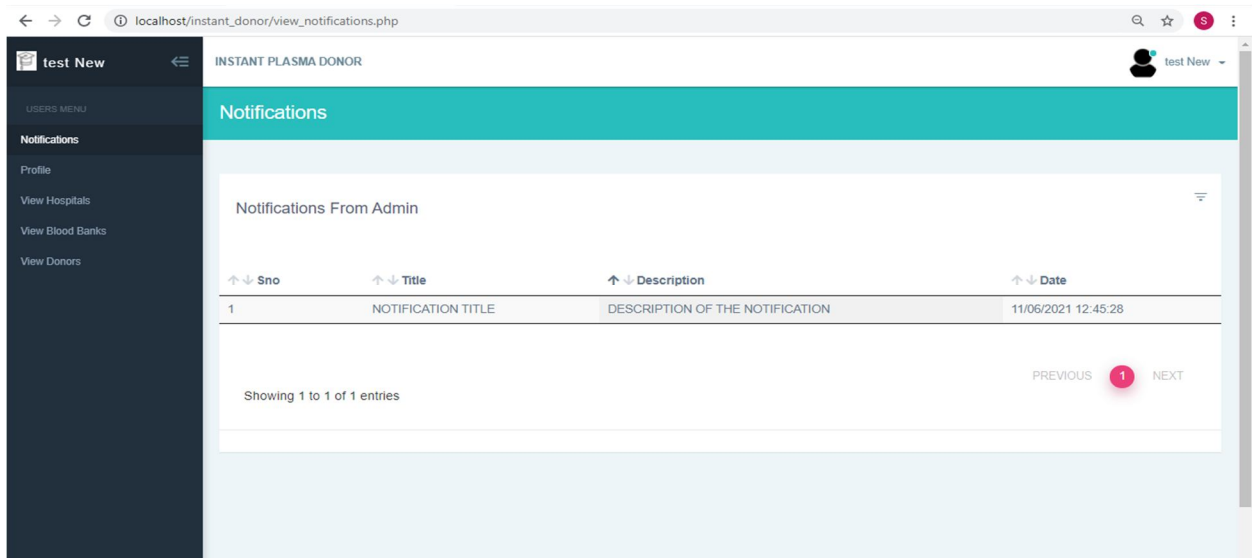 localhost/instant_donor/view_notifications.php
S
test New
INSTANT PLASMA DONOR
test New
USERS MENU
Notifications
Notifications
Profile
View Hospitals
View Blood Banks
View Donors
Notifications From Admin
Sno Title Description Date
1 NOTIFICATION TITLE DESCRIPTION OF THE NOTIFICATION 11/06/2021 12:45:28
PREVIOUS 1 NEXT
Showing 1 to 1 of 1 entries